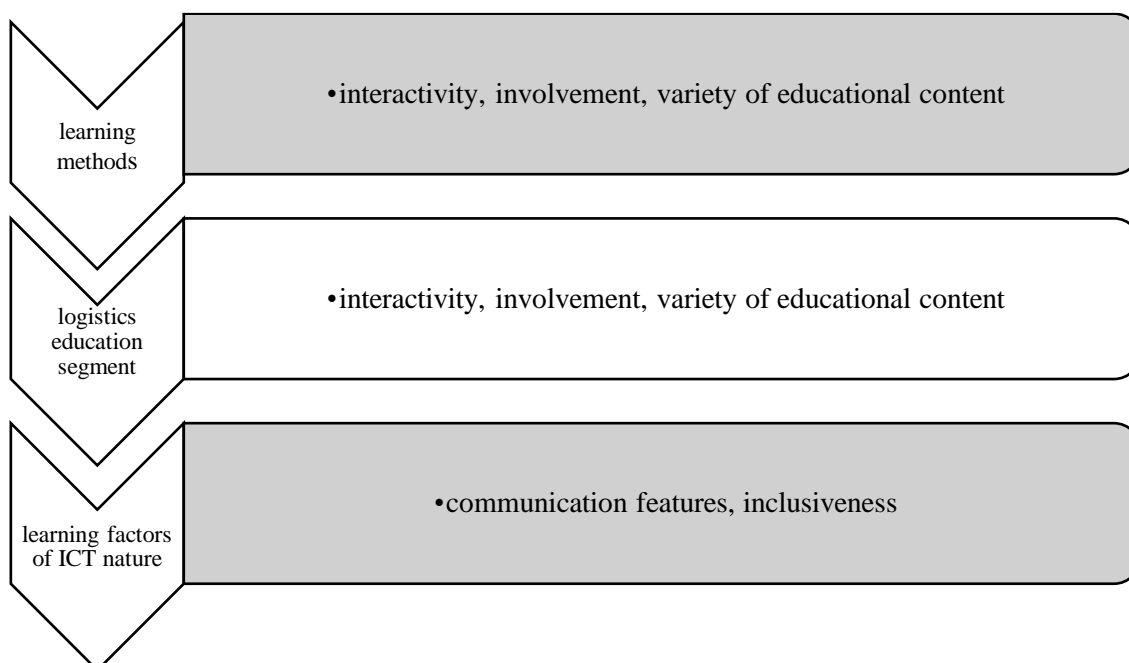 •interactivity, involvement, variety of educational content
learning
methods
•interactivity, involvement, variety of educational content
logistics
education
segment
•communication features, inclusiveness
learning factors
of ICT nature